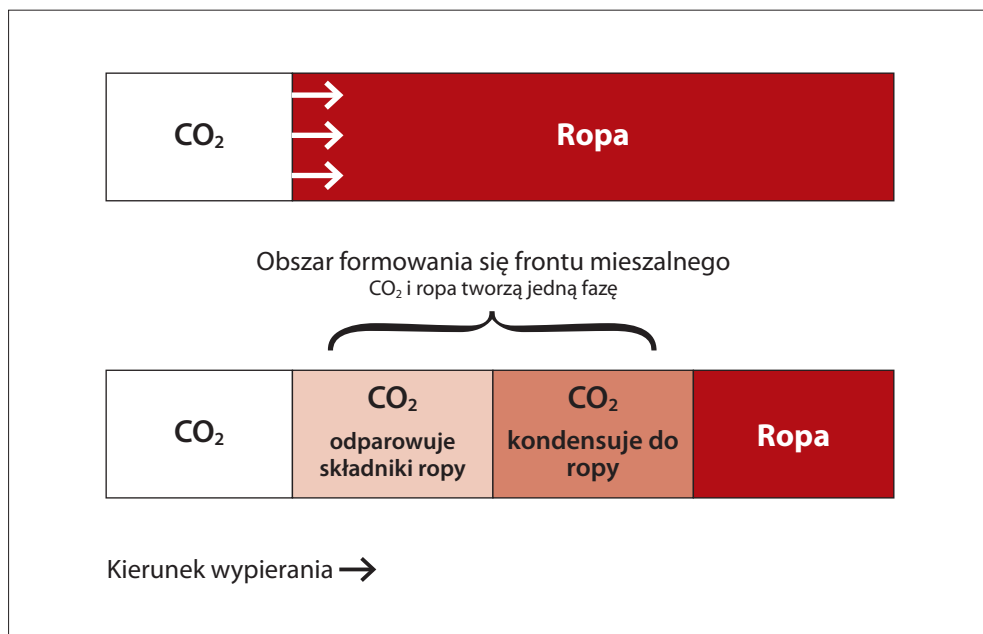 CO₂
Ropa
Obszar formowania się frontu mieszalnego
CO₂ i ropa tworzą jedną fazę
CO₂
CO₂
odparowuje
składniki ropy
CO₂
kondensuje do
ropy
Ropa
Kierunek wypierania